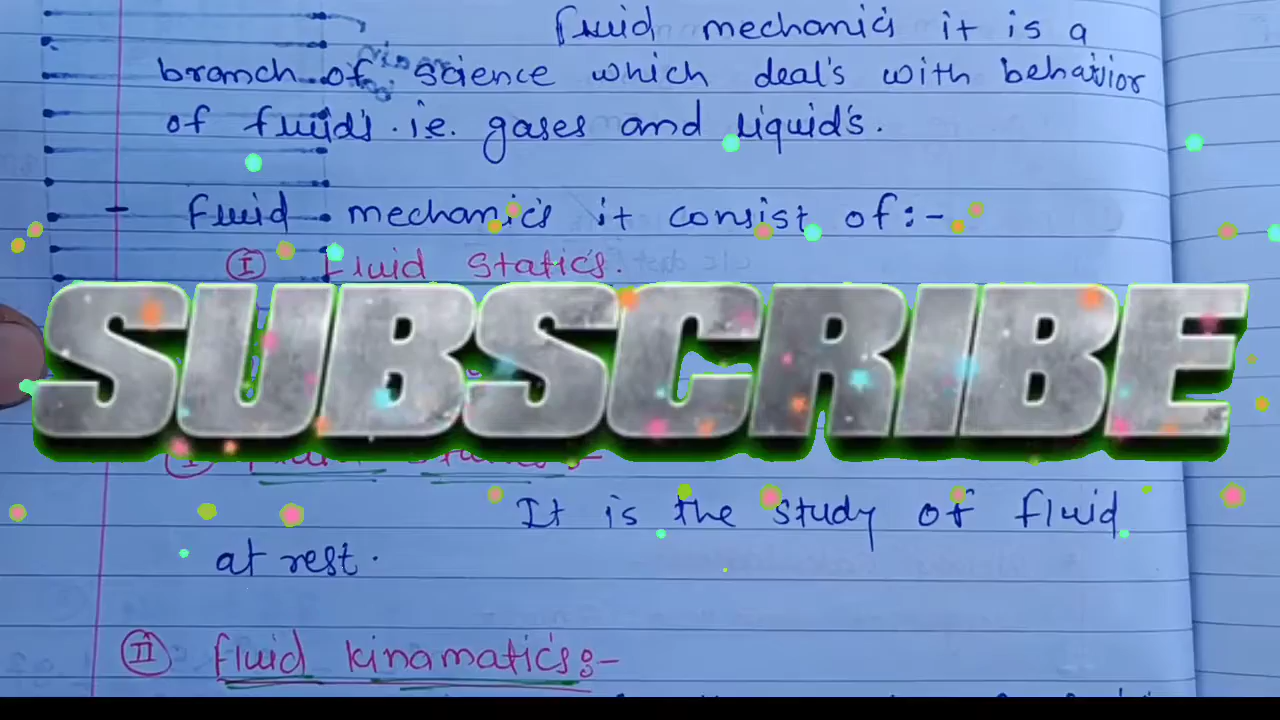 Fluid mechanics it is a
branch of science which deal's with behavior
of fluid's. i.e. gases and Liquid's.
Fluid mechanics it consist of:-
I Fluid statics.
SUBSCRIBE
It is the study of fluid
at rest.
II fluid kinamatics:-